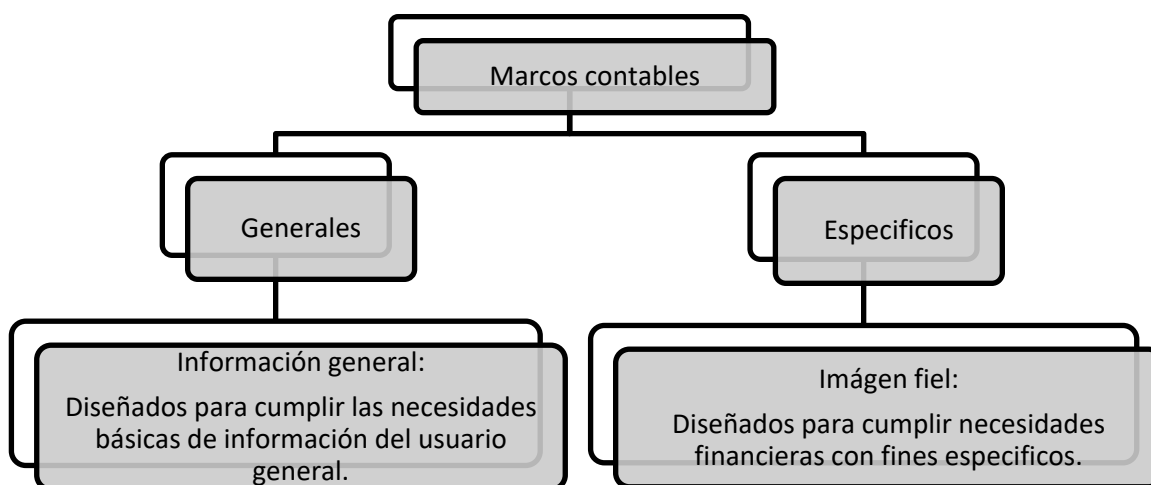 Marcos contables
Generales
Especificos
Información general:
Diseñados para cumplir las necesidades
básicas de información del usuario
general.
Imágen fiel:
Diseñados para cumplir necesidades
financieras con fines especificos.